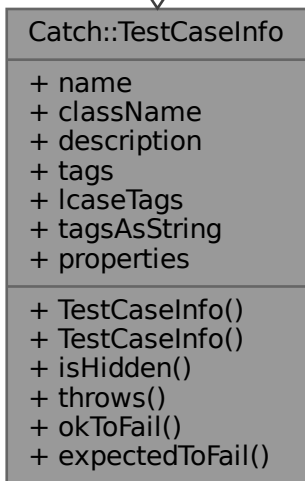 Catch::TestCaseInfo
+ name
+ className
+ description
+ tags
+ lcaseTags
+ tagsAsString
+ properties
+ TestCaseInfo()
+ TestCaseInfo()
+ isHidden()
+ throws()
+ okToFail()
+ expectedToFail()